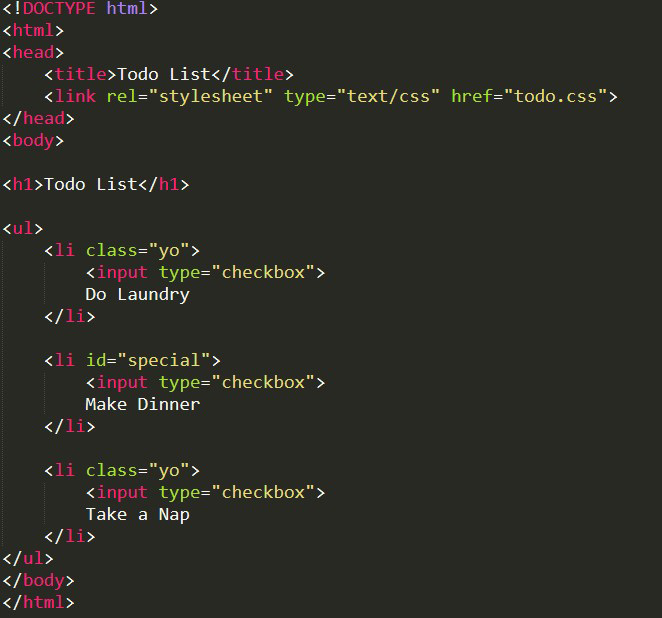 <!DOCTYPE html>
<html>
<head>
    <title>Todo List</title>
    <link rel="stylesheet" type="text/css" href="todo.css">
</head>
<body>

<h1>Todo List</h1>

<ul>
    <li class="yo">
        <input type="checkbox">
        Do Laundry
    </li>

    <li id="special">
        <input type="checkbox">
        Make Dinner
    </li>

    <li class="yo">
        <input type="checkbox">
        Take a Nap
    </li>
</ul>
</body>
</html>